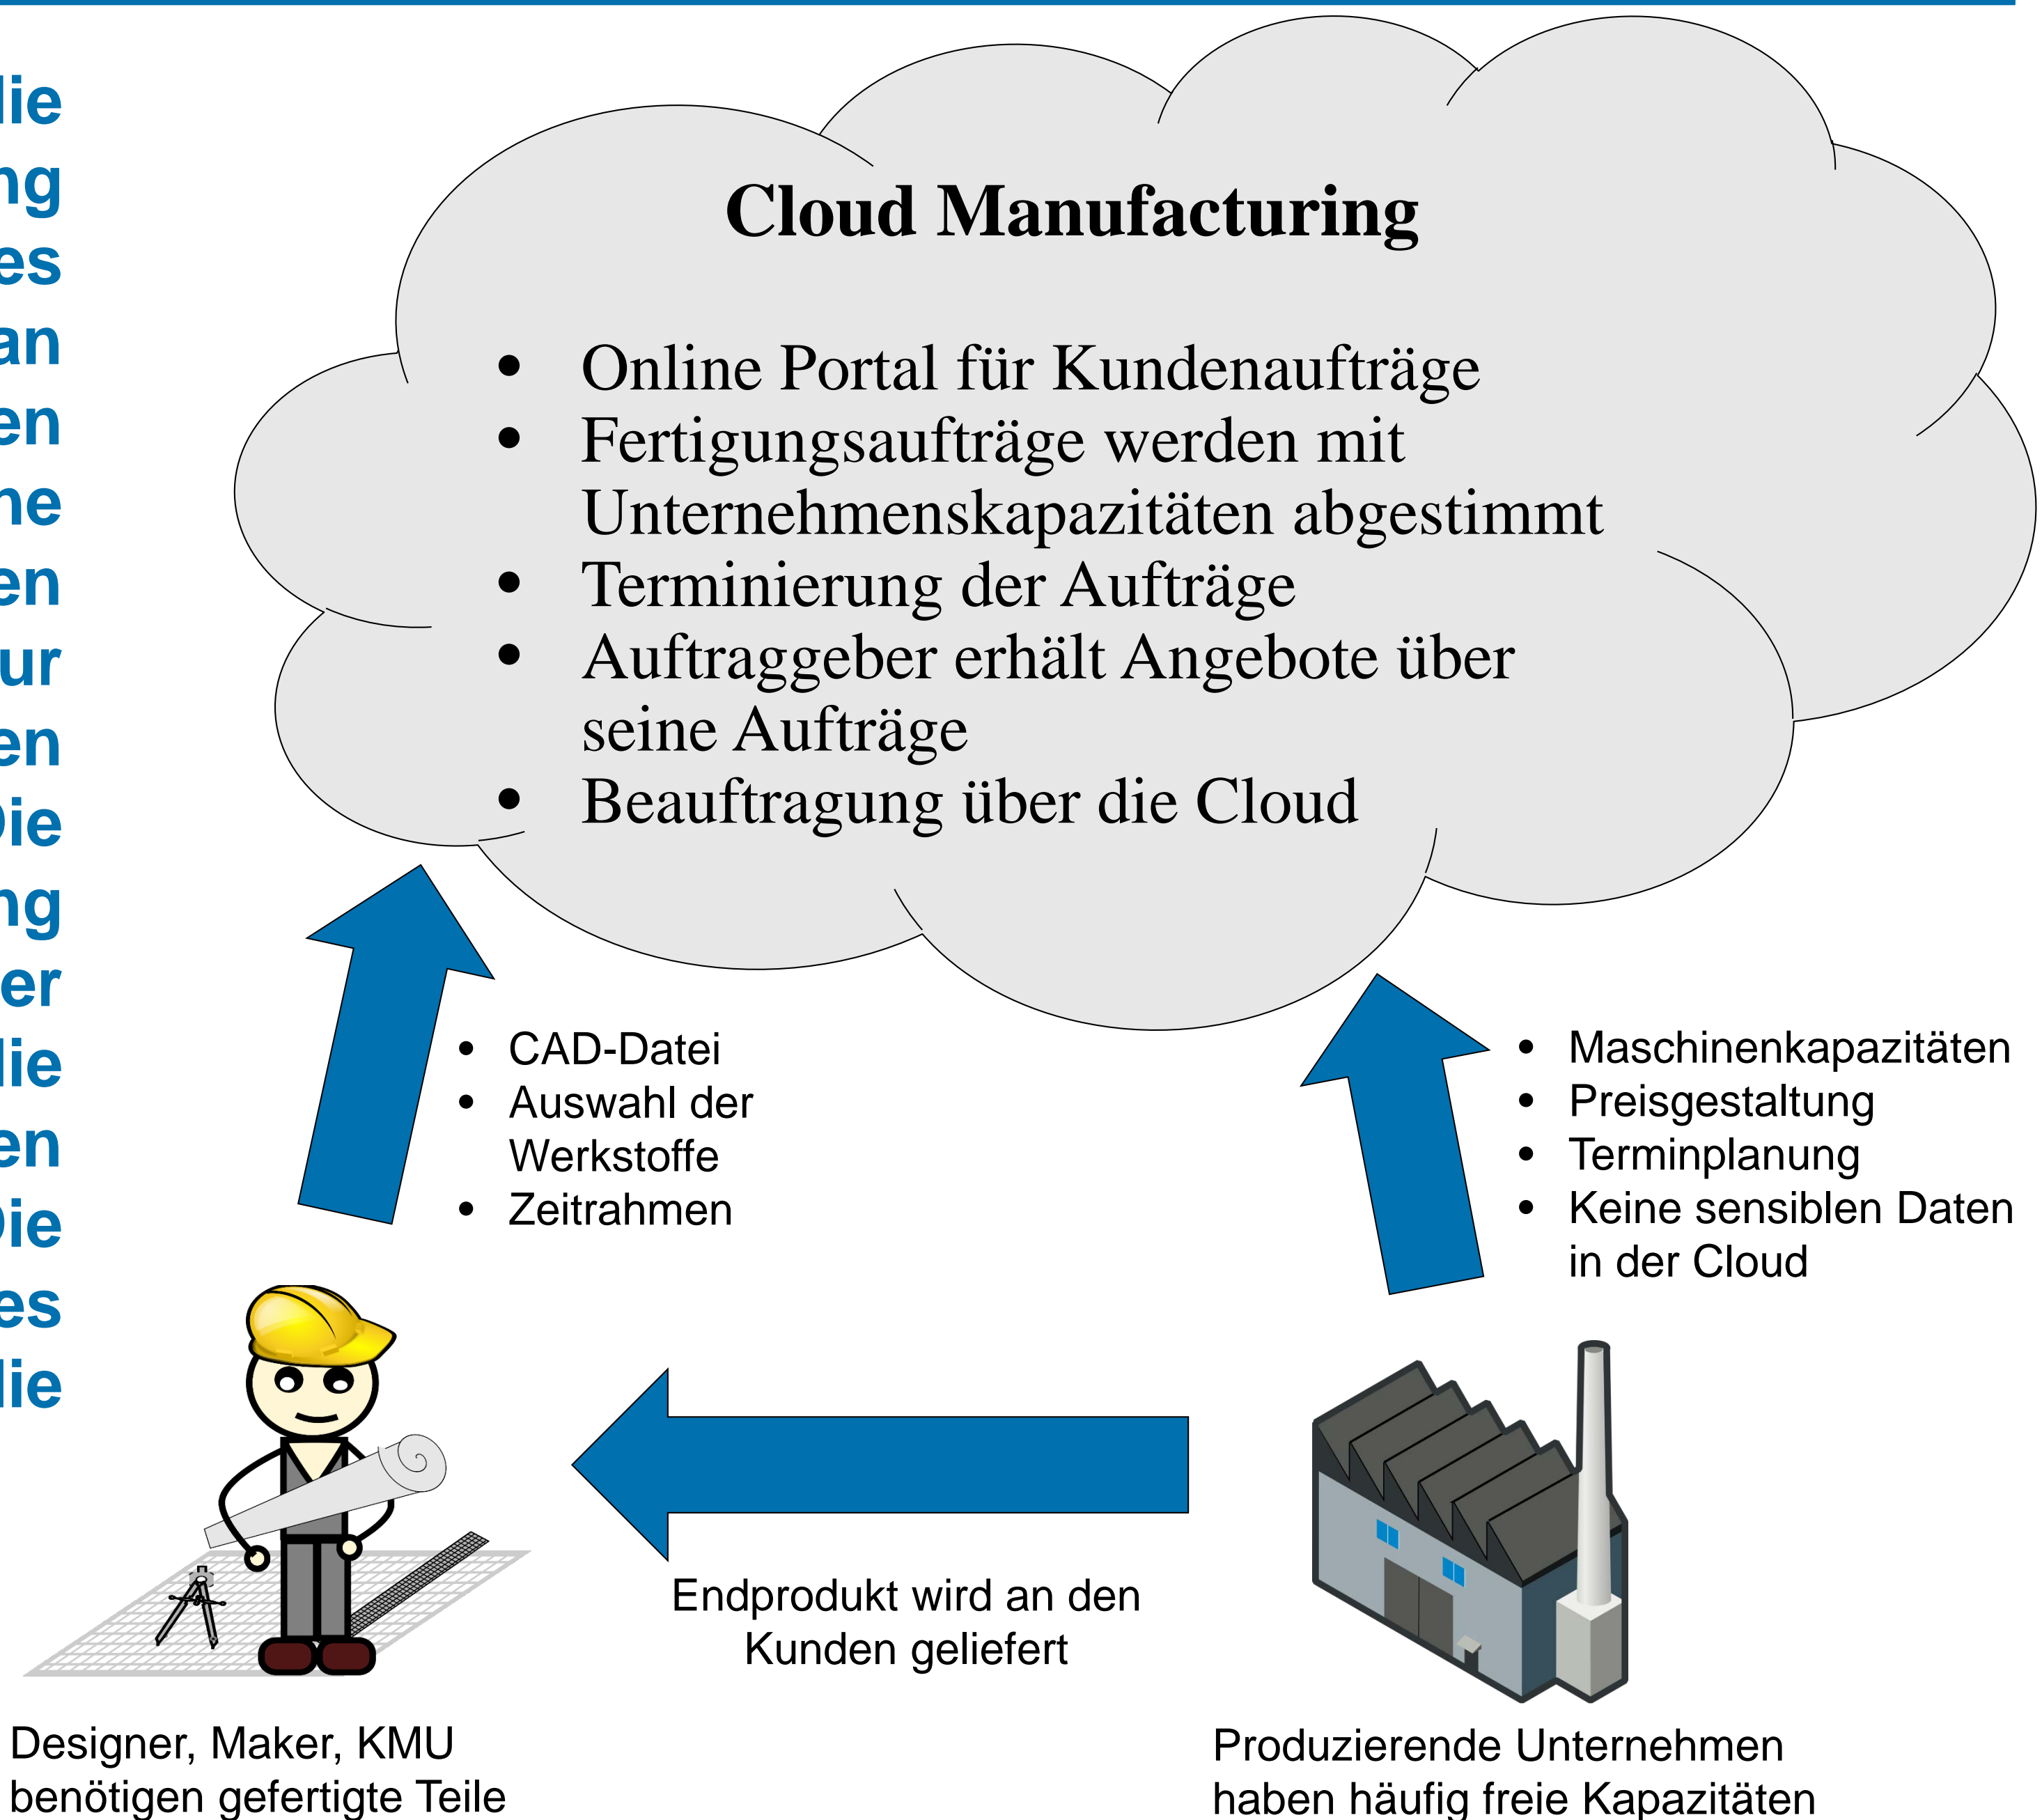 Cloud Manufacturing
• Online Portal für Kundenaufträge
• Fertigungsaufträge werden mit
Unternehmenskapazitäten abgestimmt
• Terminierung der Aufträge
• Auftraggeber erhält Angebote über
seine Aufträge
• Beauftragung über die Cloud
• CAD-Datei
• Auswahl der
Werkstoffe
• Zeitrahmen
• Maschinenkapazitäten
• Preisgestaltung
• Terminplanung
• Keine sensiblen Daten
in der Cloud
Endprodukt wird an den
Kunden geliefert
Designer, Maker, KMU
benötigen gefertigte Teile
Produzierende Unternehmen
haben häufig freie Kapazitäten